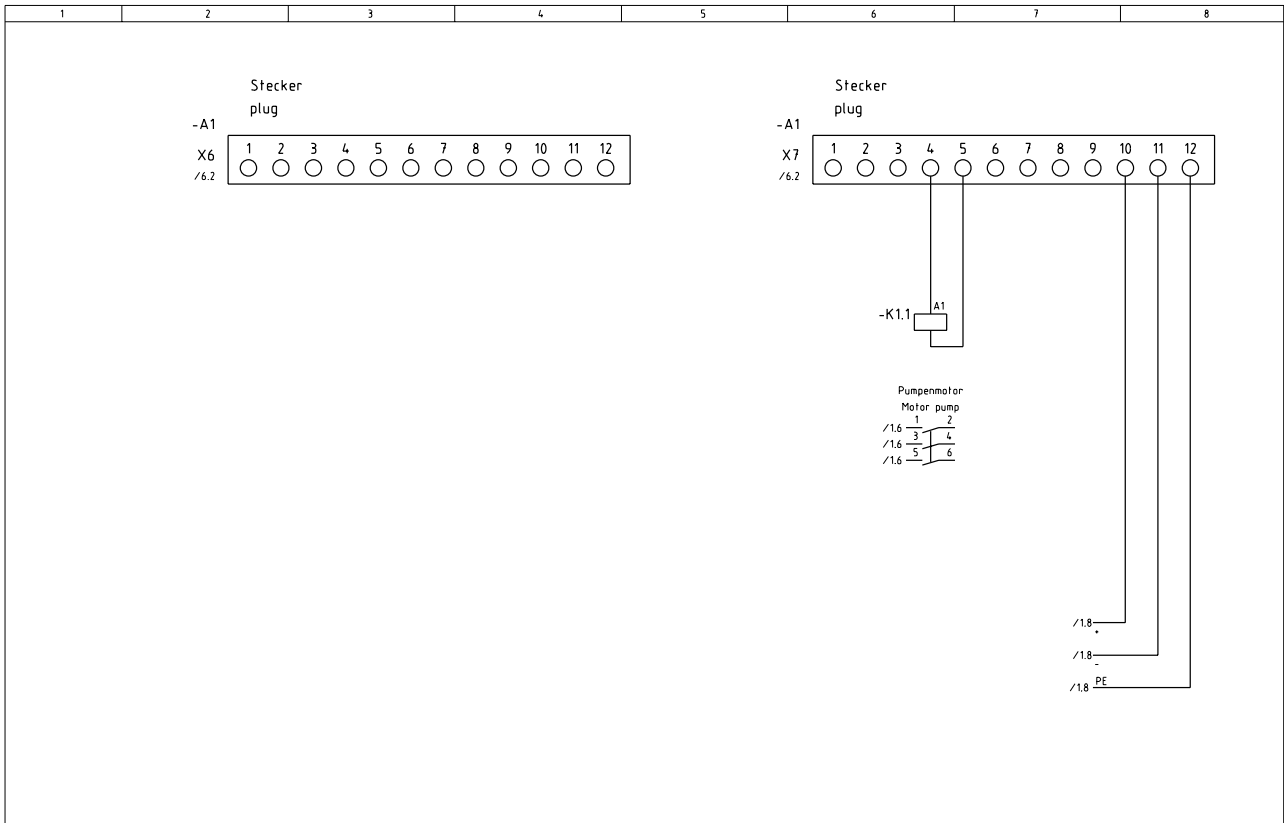 1 2 3 4 5 6 7 8
Stecker
plug
-A1
X6
/6.2
1 2 3 4 5 6 7 8 9 10 11 12
Stecker
plug
-A1
X7
/6.2
1 2 3 4 5 6 7 8 9 10 11 12
-K1.1
A1
Pumpenmotor
Motor pump
/1.6 1 2
/1.6 3 4
/1.6 5 6
/1.8
+
/1.8
-
/1.8 PE